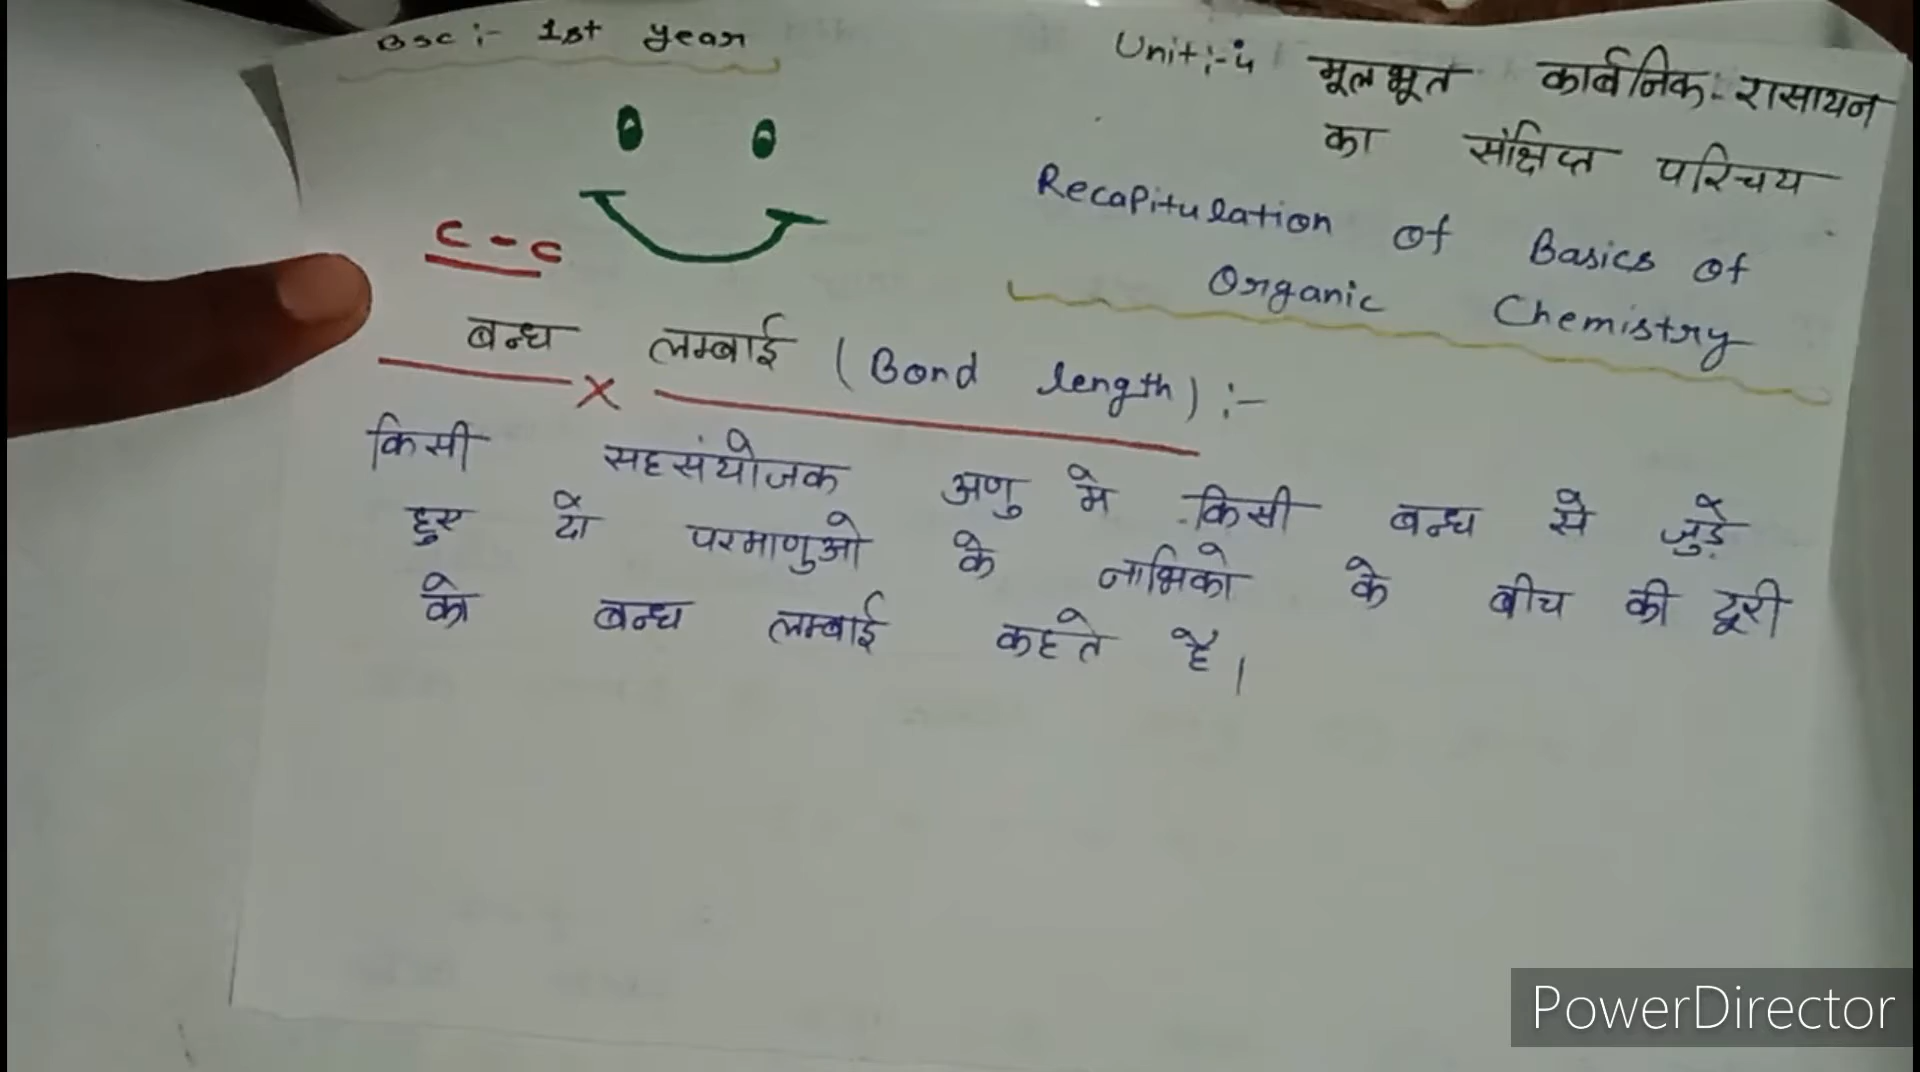 Bsc :- 1st year
Unit :- 4 मूलभूत कार्बनिक रासायन
का संक्षिप्त परिचय
Recapitulation of Basics of
Organic Chemistry
C - C
बन्ध लम्बाई ( Bond length ) :-
किसी सहसंयोजक अणु मे किसी बन्ध से जुड़े
हुए दो परमाणुओ के नाभिको के बीच की दूरी
को बन्ध लम्बाई कहते है।
PowerDirector